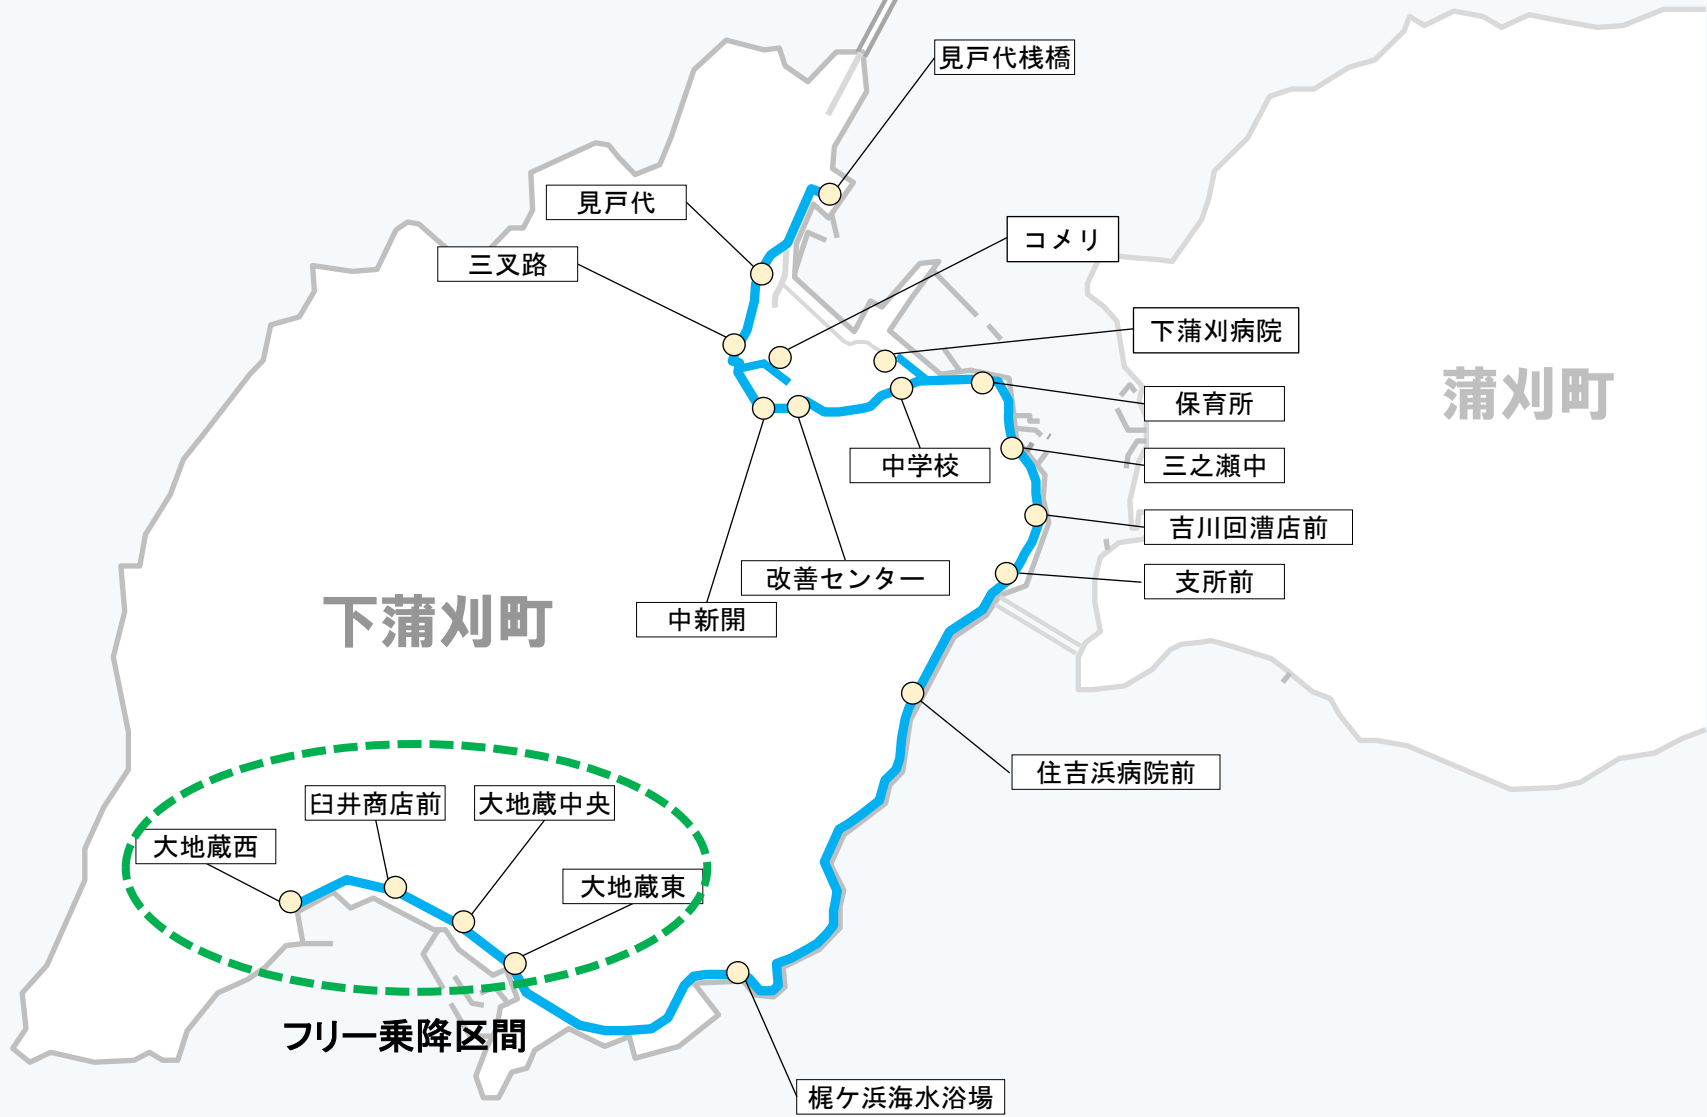 見戸代桟橋
見戸代
コメリ
三叉路
下蒲刈病院
保育所
蒲刈町
中学校
三之瀬中
吉川回漕店前
改善センター
支所前
中新開
下蒲刈町
住吉浜病院前
臼井商店前
大地蔵中央
大地蔵西
大地蔵東
フリー乗降区間
梶ケ浜海水浴場